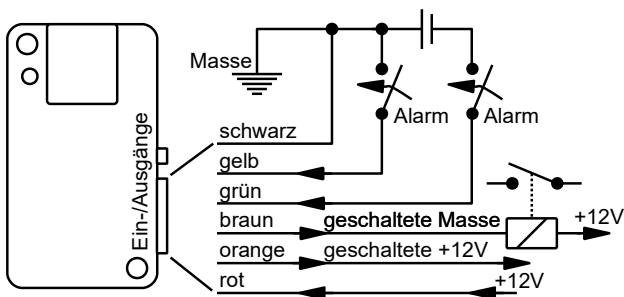 Masse
Alarm
Alarm
Ein-/Ausgänge
schwarz
gelb
grün
braun geschaltete Masse +12V
orange geschaltete +12V
rot +12V